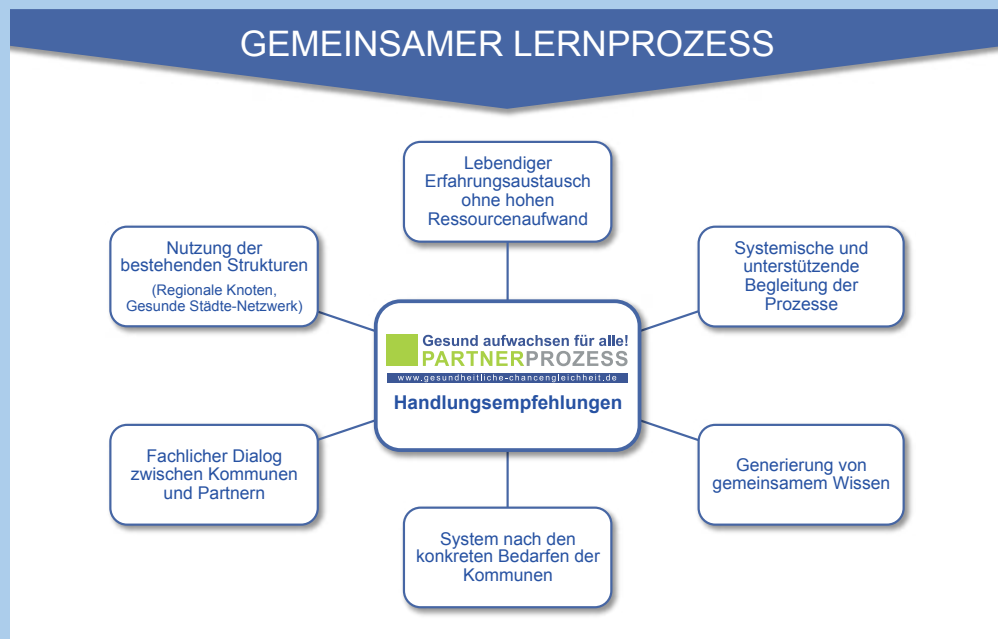 GEMEINSAMER LERNPROZESS
Lebendiger
Erfahrungsaustausch
ohne hohen
Ressourcenaufwand
Nutzung der
bestehenden Strukturen
(Regionale Knoten,
Gesunde Städte-Netzwerk)
Systemische und
unterstützende
Begleitung der
Prozesse
Gesund aufwachsen für alle!
PARTNERPROZESS
www.gesundheitliche-chancengleichheit.de
Handlungsempfehlungen
Fachlicher Dialog
zwischen Kommunen
und Partnern
Generierung von
gemeinsamem Wissen
System nach den
konkreten Bedarfen der
Kommunen